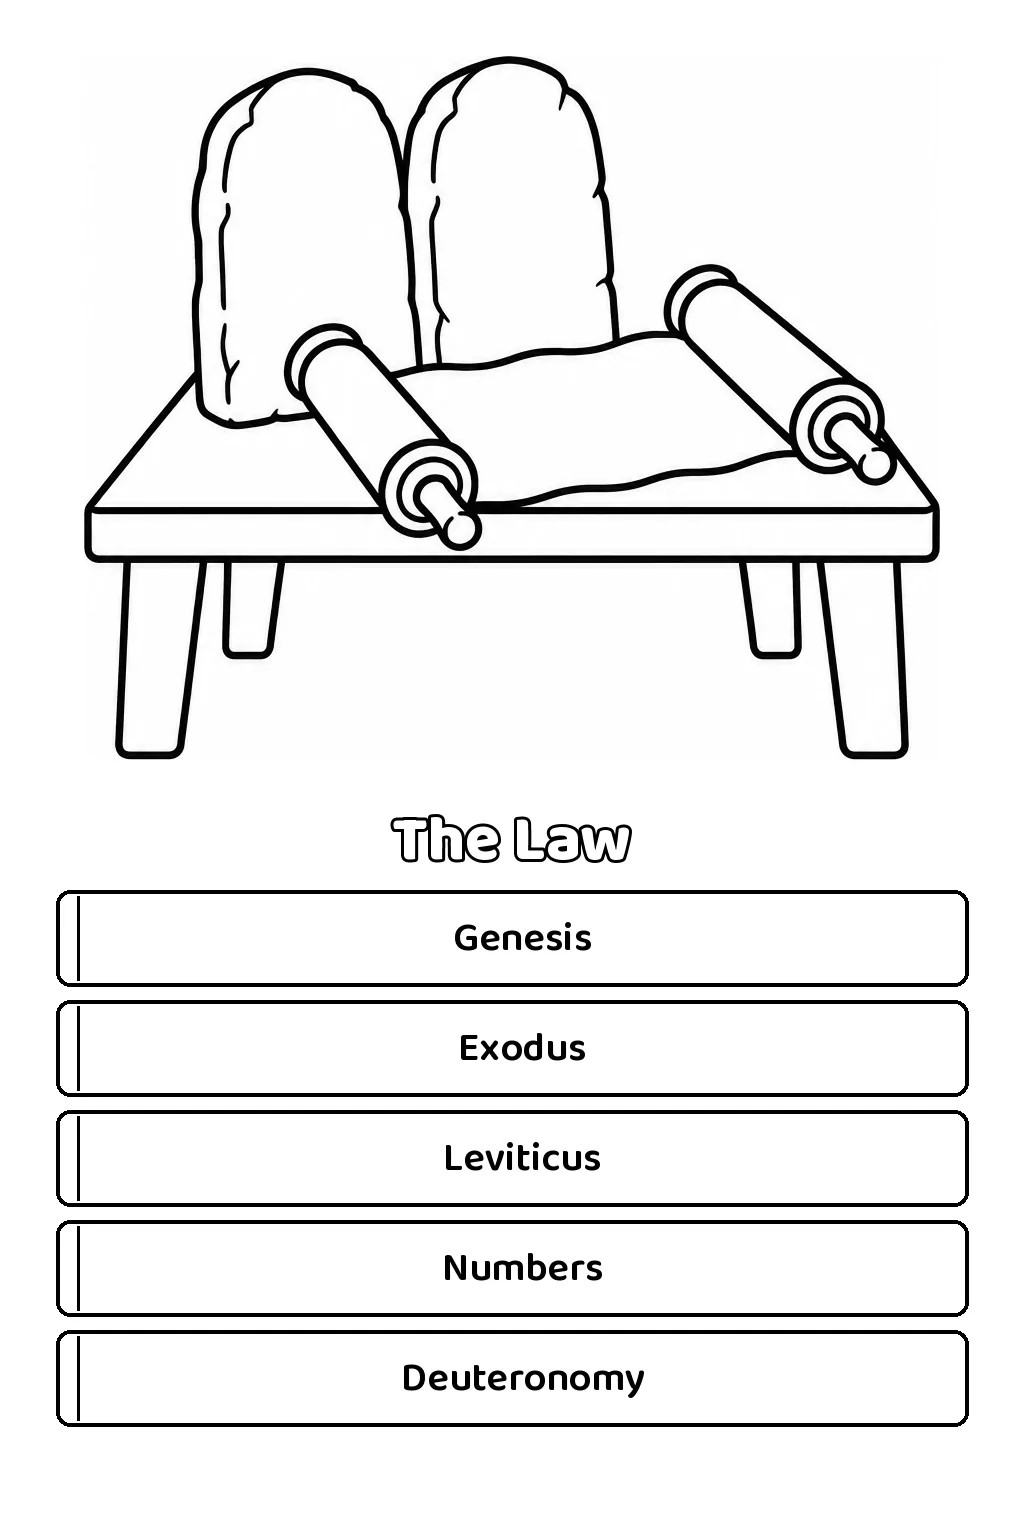 The Law
Genesis
Exodus
Leviticus
Numbers
Deuteronomy